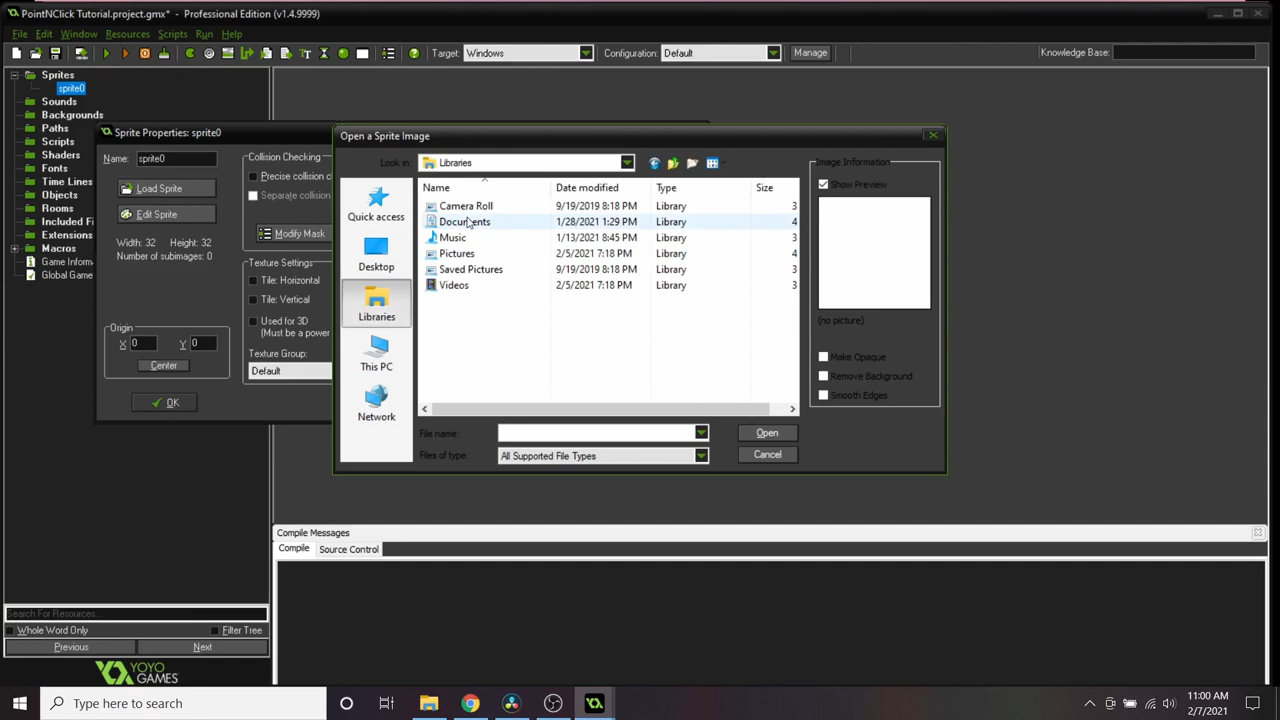 PointNClick Tutorial.project.gmx* - Professional Edition (v1.4.9999)
File Edit Window Resources Scripts Run Help
Target: Windows Configuration: Default Manage Knowledge Base:
Sprites
sprite0
Sounds
Backgrounds
Paths
Scripts
Shaders
Fonts
Time Lines
Objects
Rooms
Included Fi
Extensions
Macros
Game Inform
Global Game
Sprite Properties: sprite0
Name: sprite0
Load Sprite
Edit Sprite
Width: 32 Height: 32
Number of subimages: 0
Origin
X 0 Y 0
Center
OK
Collision Checking
Precise collision c
Separate collision
Modify Mask
Texture Settings
Tile: Horizontal
Tile: Vertical
Used for 3D
(Must be a power
Texture Group:
Default
Open a Sprite Image
Look in: Libraries
Quick access
Desktop
Libraries
This PC
Network
Name Date modified Type Size
Camera Roll 9/19/2019 8:18 PM Library 3
Documents 1/28/2021 1:29 PM Library 4
Music 1/13/2021 8:45 PM Library 3
Pictures 2/5/2021 7:18 PM Library 4
Saved Pictures 9/19/2019 8:18 PM Library 3
Videos 2/5/2021 7:18 PM Library 3
File name: Open
Files of type: All Supported File Types Cancel
Image Information
Show Preview
(no picture)
Make Opaque
Remove Background
Smooth Edges
Compile Messages
Compile Source Control
Search For Resources...
Whole Word Only Filter Tree
Previous Next
YOYO
GAMES
Type here to search
11:00 AM
2/7/2021